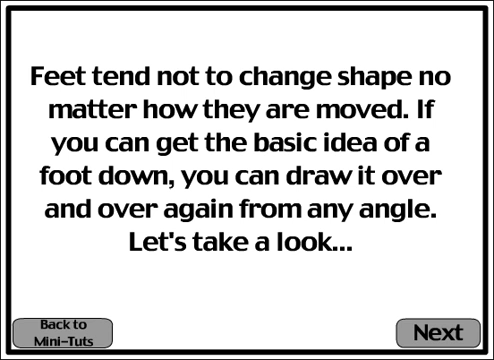 Feet tend not to change shape no
matter how they are moved. If
you can get the basic idea of a
foot down, you can draw it over
and over again from any angle.
Let's take a look...
Back to
Mini-Tuts
Next